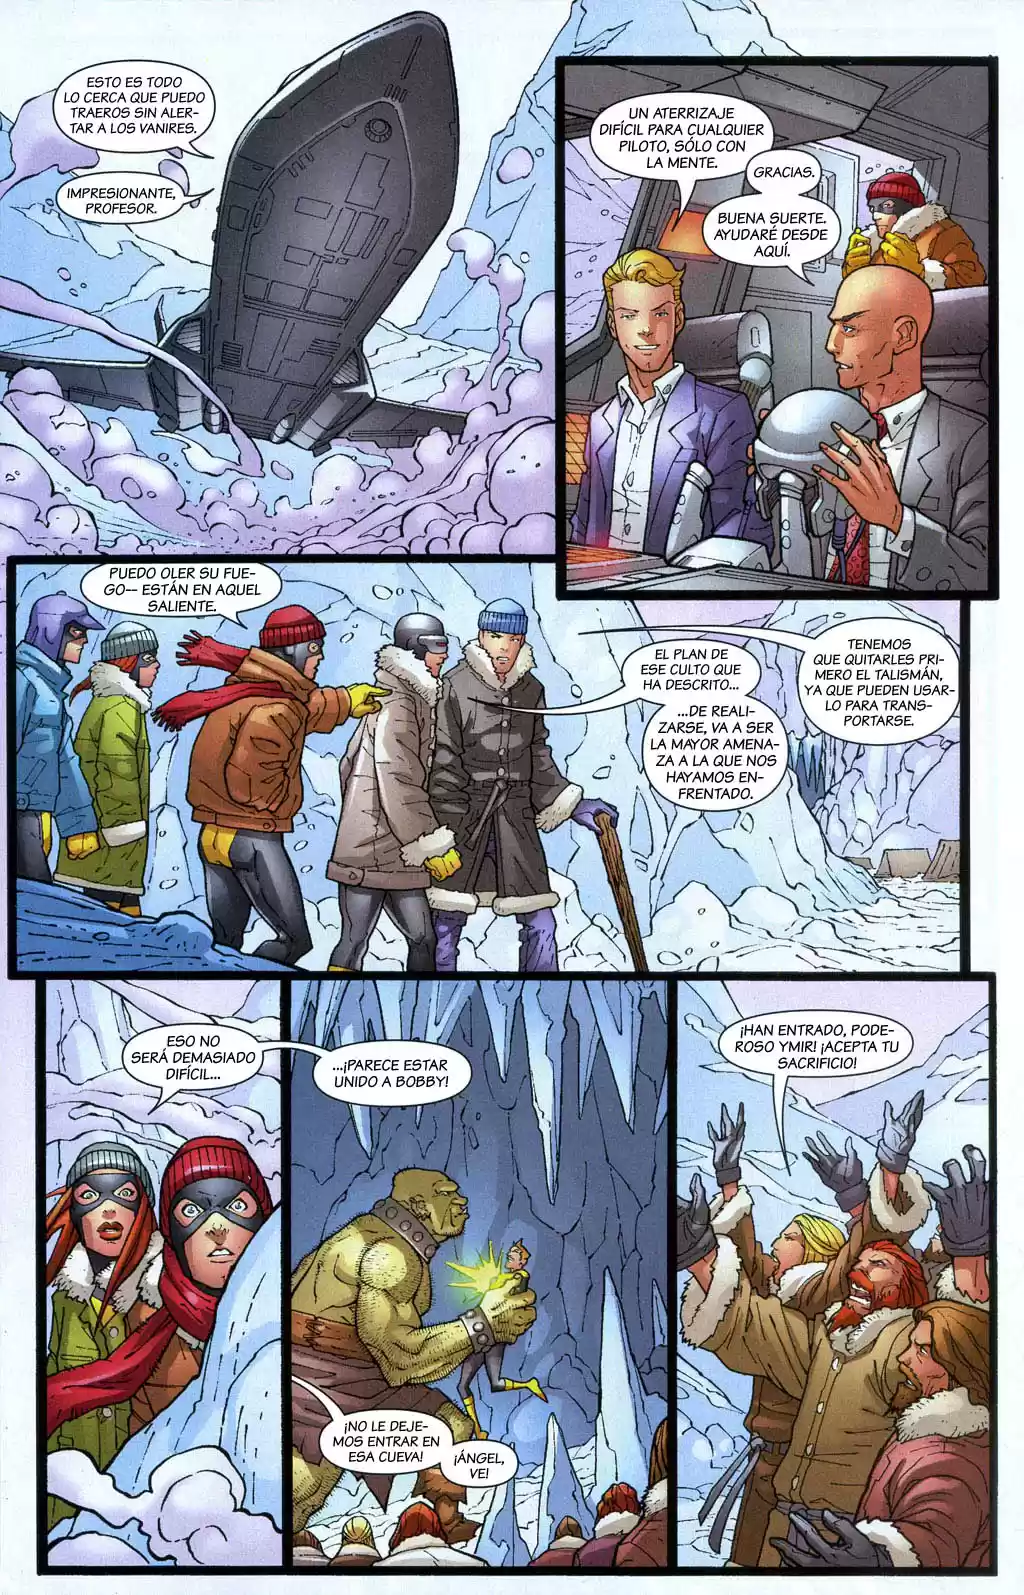 ESTO ES TODO
LO CERCA QUE PUEDO
TRAEROS SIN ALER-
TAR A LOS VANIRES.
IMPRESIONANTE,
PROFESOR.
UN ATERRIZAJE
DIFÍCIL PARA CUALQUIER
PILOTO, SÓLO CON
LA MENTE.
GRACIAS.
BUENA SUERTE.
AYUDARÉ DESDE
AQUÍ.
PUEDO OLER SU FUE-
GO-- ESTÁN EN AQUEL
SALIENTE.
EL PLAN DE
ESE CULTO QUE
HA DESCRITO...
...DE REALI-
ZARSE, VA A SER
LA MAYOR AMENA-
ZA A LA QUE NOS
HAYAMOS EN-
FRENTADO.
TENEMOS
QUE QUITARLES PRI-
MERO EL TALISMÁN,
YA QUE PUEDEN USAR-
LO PARA TRANS-
PORTARSE.
ESO NO
SERÁ DEMASIADO
DIFÍCIL...
...¡PARECE ESTAR
UNIDO A BOBBY!
¡NO LE DEJE-
MOS ENTRAR EN
ESA CUEVA!
¡ÁNGEL,
VE!
¡HAN ENTRADO, PODE-
ROSO YMIR! ¡ACEPTA TU
SACRIFICIO!